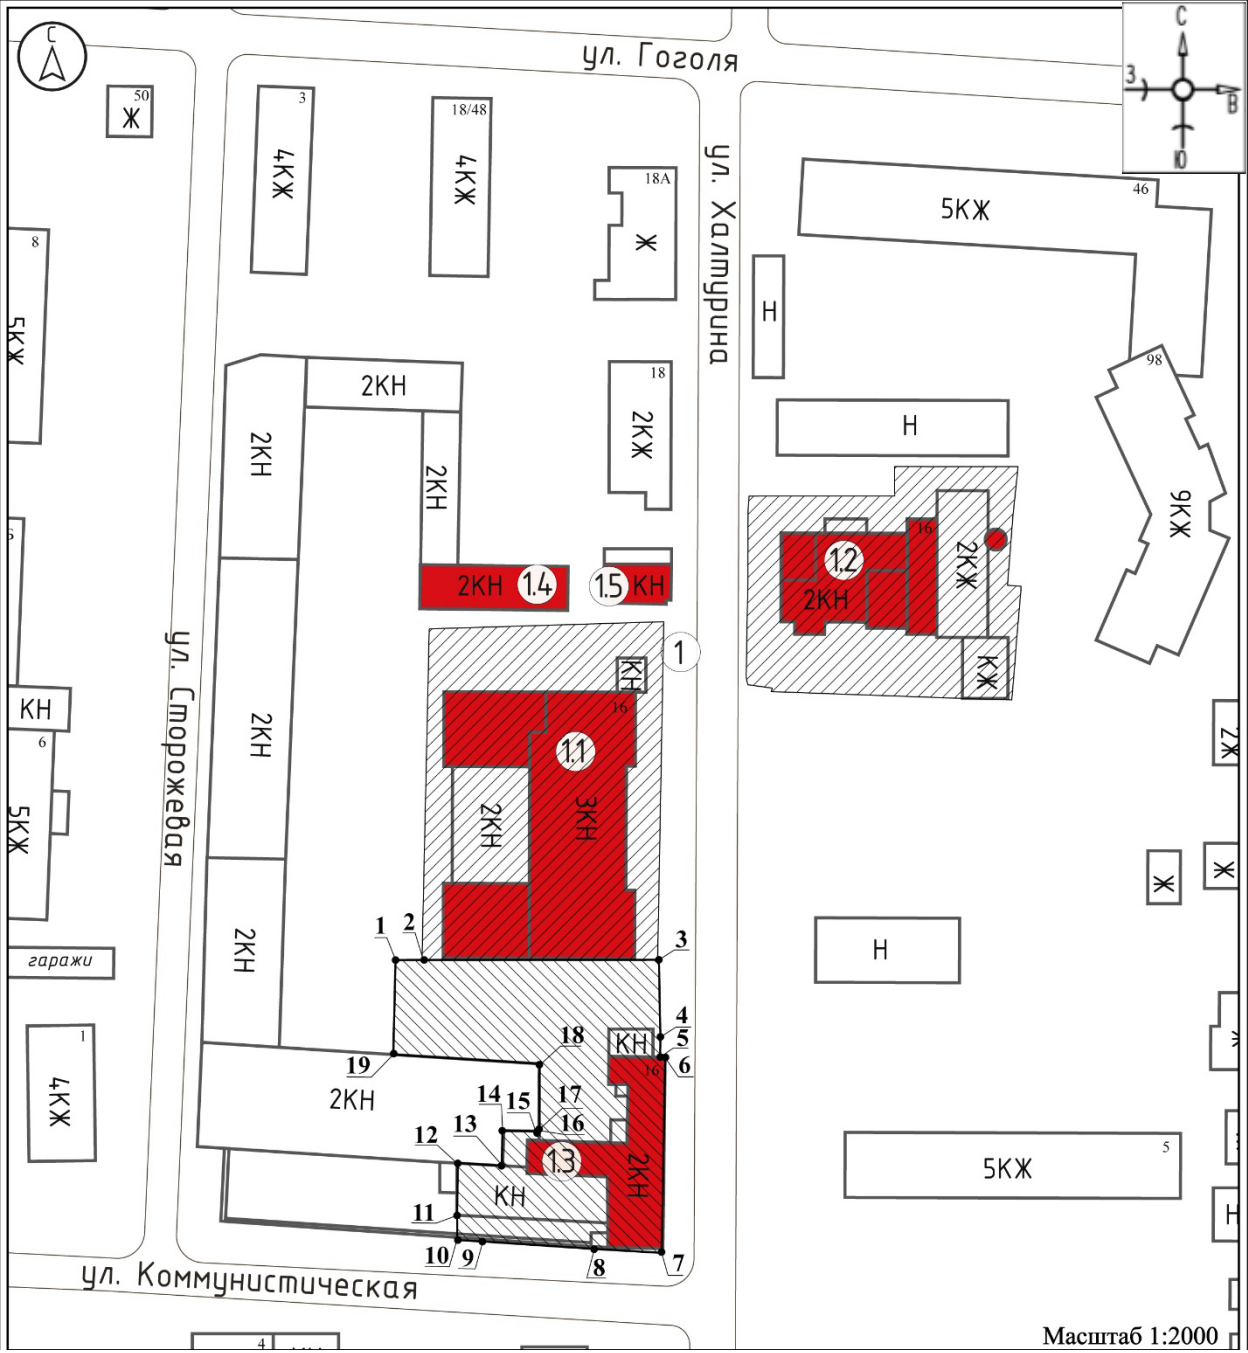 С
ул. Гоголя
С
З
В
Ю
50
Ж
3
4КЖ
18/48
4КЖ
18А
Ж
ул. Халтурина
46
5КЖ
8
5КЖ
Н
98
9КЖ
2КН
18
2КЖ
Н
2КН
2КН
2КН
1.4
1.5
КН
16
1.2
2КН
2КЖ
КЖ
1
КН
16
КН
6
5КЖ
ул. Сторожевая
2КН
1.1
2КН
3КН
2Ж
Ж
Ж
Н
гаражи
2КН
1
2
3
4
5
6
КН
16
18
19
1
4КЖ
2КН
14
15
17
16
13
12
1.3
2КН
КН
11
10
9
8
7
5
5КЖ
Н
ул. Коммунистическая
4
Масштаб 1:2000